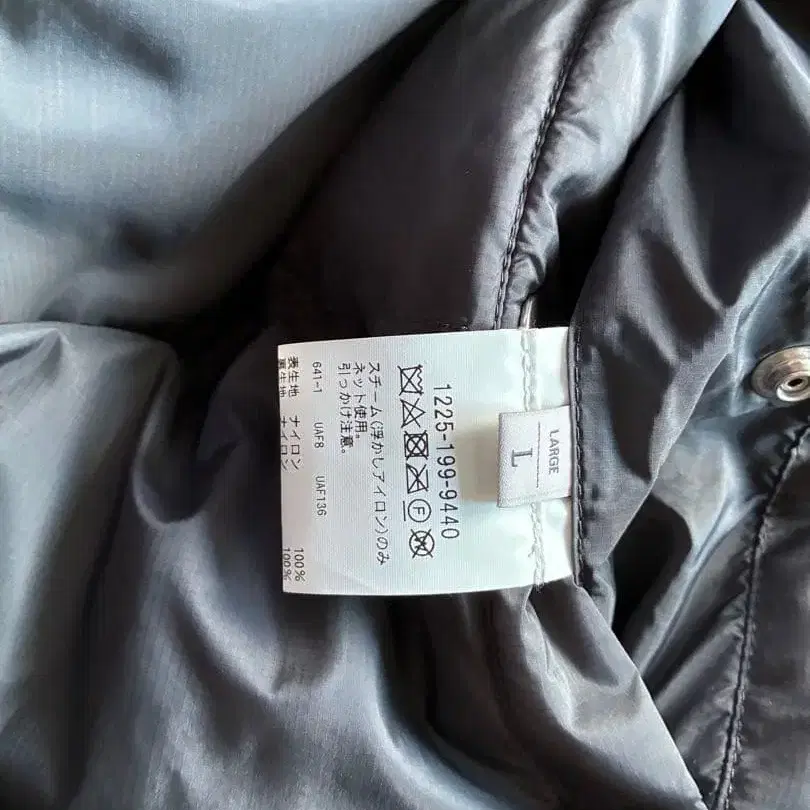 LARGE
L
1225-199-9440
F
スチーム(浮かしアイロン)のみ
ネット使用。
引っかけ注意。
641-1 UAF8 UAF136
表生地 ナイロン 100%
裏生地 ナイロン 100%